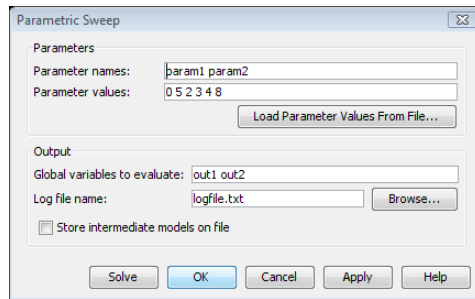 Parametric Sweep
Parameters
Parameter names: param1 param2
Parameter values: 0 5 2 3 4 8
Load Parameter Values From File...
Output
Global variables to evaluate: out1 out2
Log file name: logfile.txt Browse...
Store intermediate models on file
Solve OK Cancel Apply Help